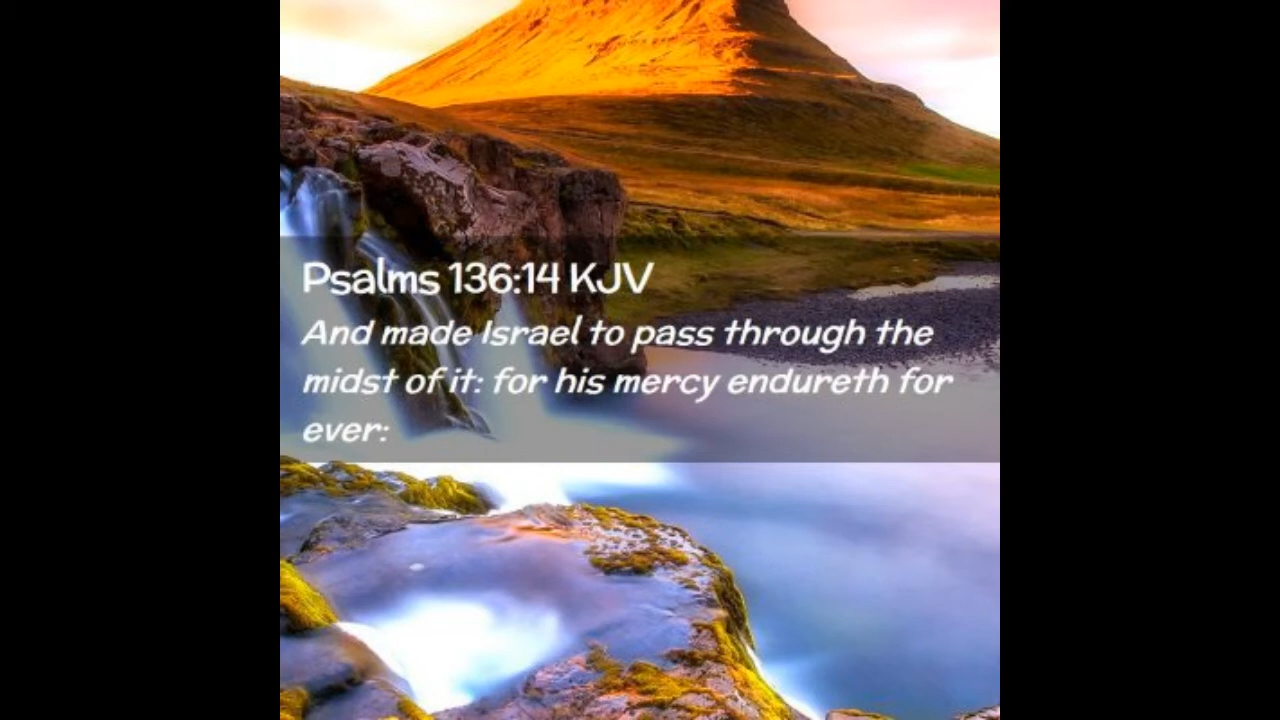 Psalms 136:14 KJV
And made Israel to pass through the
midst of it: for his mercy endureth for
ever: